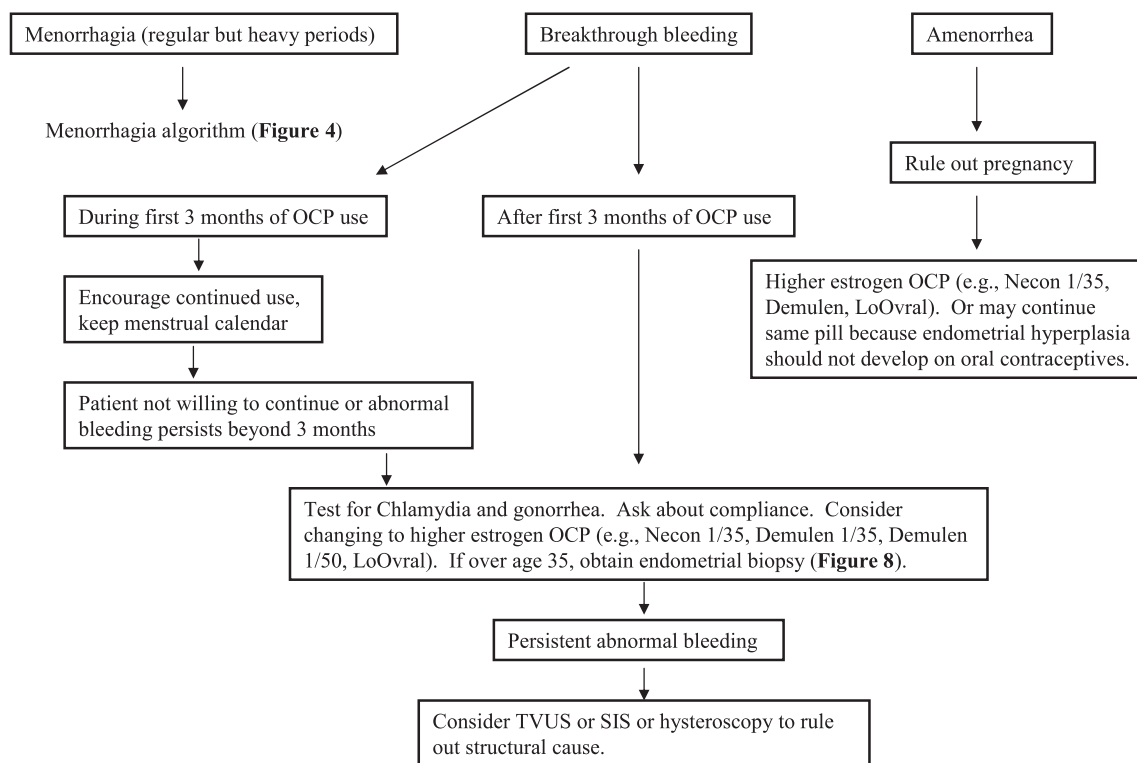 Menorrhagia (regular but heavy periods)
Breakthrough bleeding
Amenorrhea
Menorrhagia algorithm (Figure 4)
Rule out pregnancy
During first 3 months of OCP use
After first 3 months of OCP use
Higher estrogen OCP (e.g., Necon 1/35,
Demulen, LoOvral). Or may continue
same pill because endometrial hyperplasia
should not develop on oral contraceptives.
Encourage continued use,
keep menstrual calendar
Patient not willing to continue or abnormal
bleeding persists beyond 3 months
Test for Chlamydia and gonorrhea. Ask about compliance. Consider
changing to higher estrogen OCP (e.g., Necon 1/35, Demulen 1/35, Demulen
1/50, LoOvral). If over age 35, obtain endometrial biopsy (Figure 8).
Persistent abnormal bleeding
Consider TVUS or SIS or hysteroscopy to rule
out structural cause.